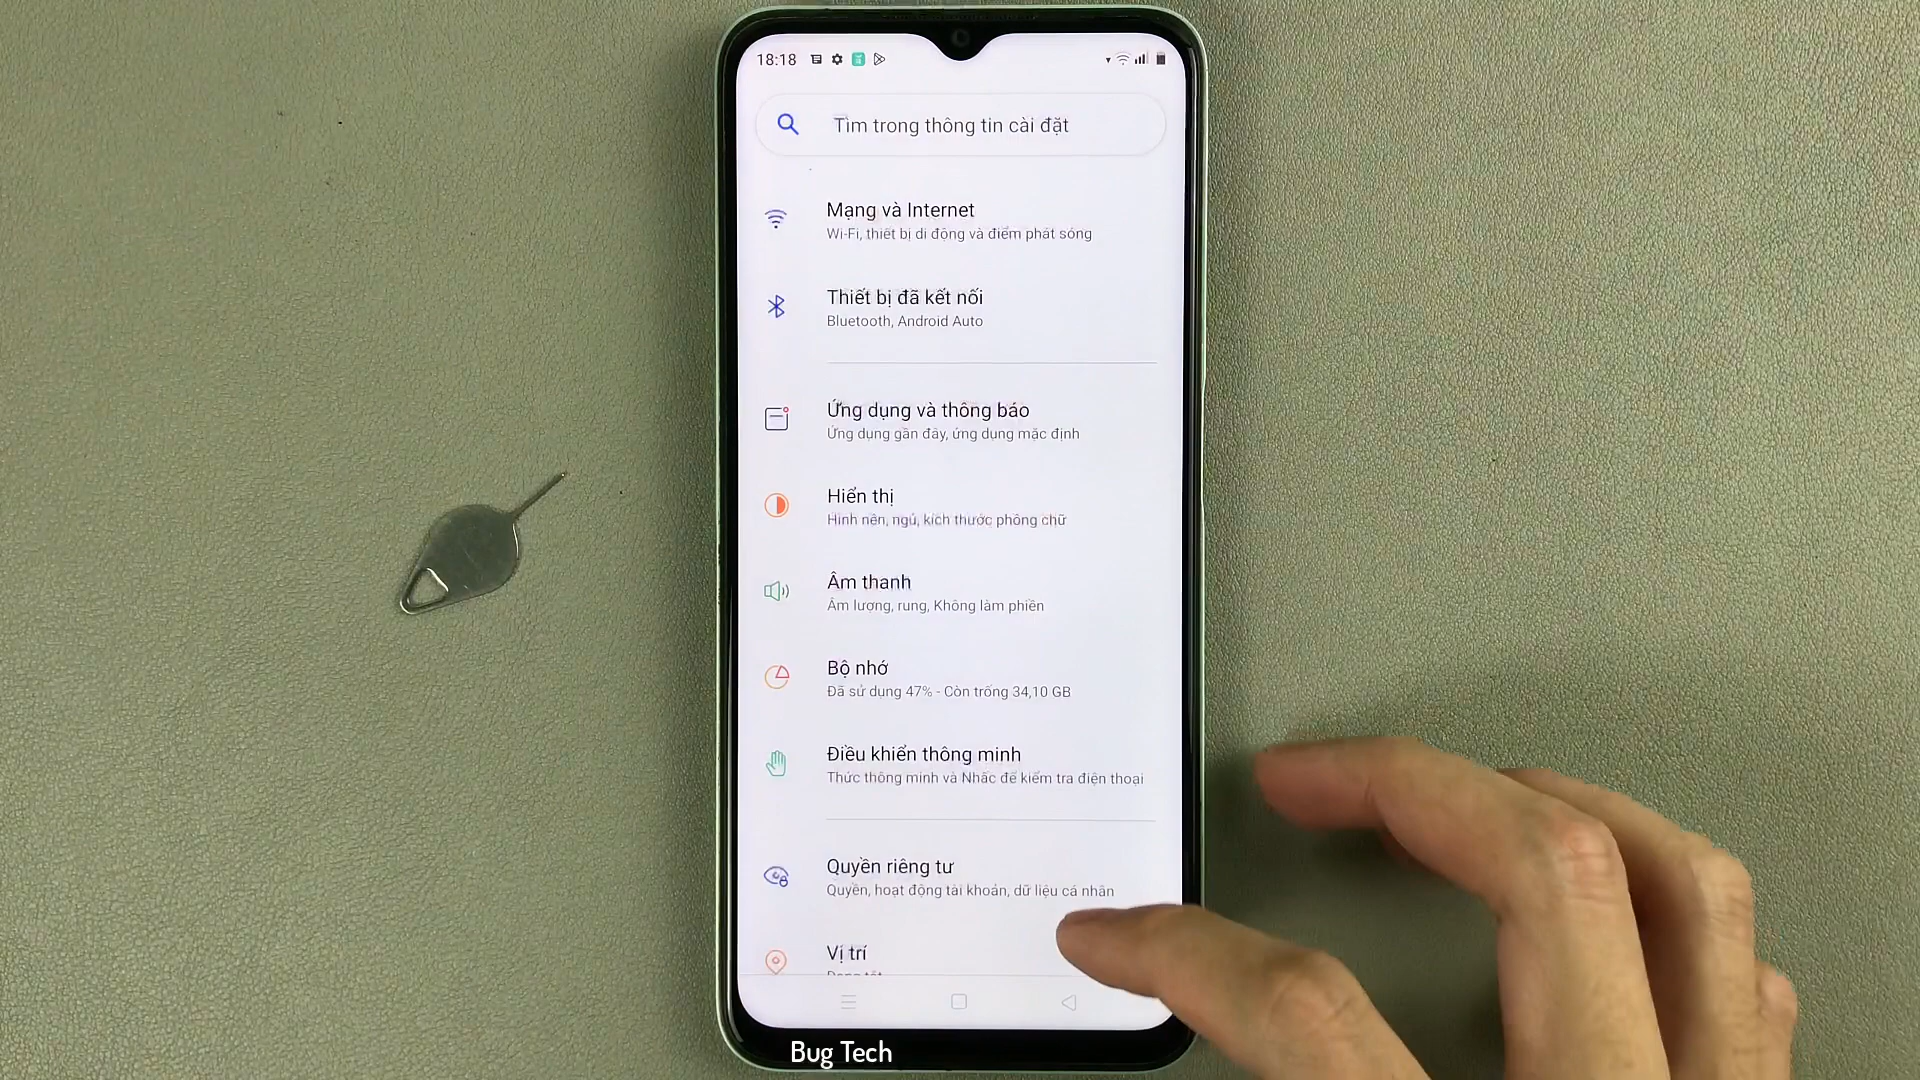 18:18
Tìm trong thông tin cài đặt
Mạng và Internet
Wi-Fi, thiết bị di động và điểm phát sóng
Thiết bị đã kết nối
Bluetooth, Android Auto
Ứng dụng và thông báo
Ứng dụng gần đây, ứng dụng mặc định
Hiển thị
Hình nền, ngủ, kích thước phông chữ
Âm thanh
Âm lượng, rung, Không làm phiền
Bộ nhớ
Đã sử dụng 47% - Còn trống 34,10 GB
Điều khiển thông minh
Thức thông minh và Nhấc để kiểm tra điện thoại
Quyền riêng tư
Quyền, hoạt động tài khoản, dữ liệu cá nhân
Vị trí
Bug Tech